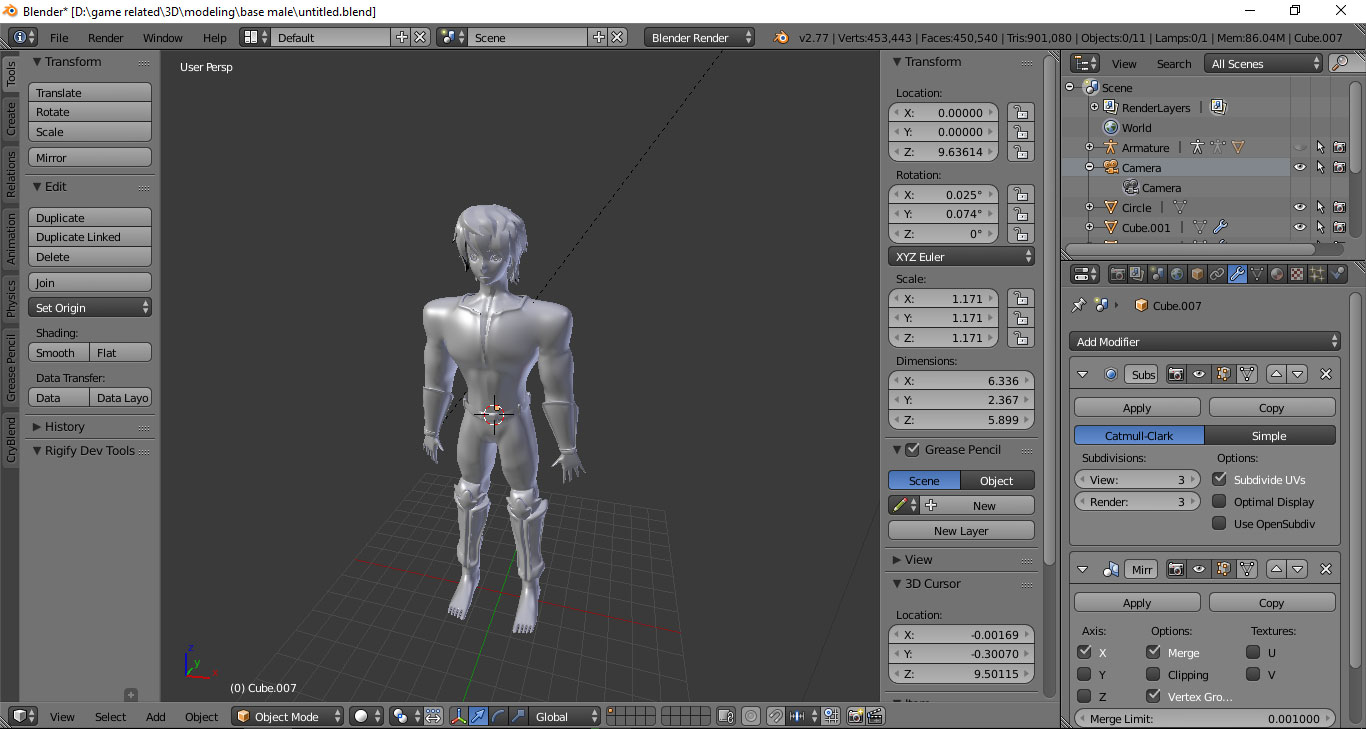 Blender* [D:\game related\3D\modeling\base male\untitled.blend]
File Render Window Help Default Scene Blender Render v2.77 | Verts:453,443 | Faces:450,540 | Tris:901,080 | Objects:0/11 | Lamps:0/1 | Mem:86.04M | Cube.007
Tools
Create
Relations
Animation
Physics
Grease Pencil
CryBlend
Transform
Translate
Rotate
Scale
Mirror
Edit
Duplicate
Duplicate Linked
Delete
Join
Set Origin
Shading:
Smooth Flat
Data Transfer:
Data Data Layo
History
Rigify Dev Tools
User Persp
z
y
x
(0) Cube.007
Transform
Location:
X: 0.00000
Y: 0.00000
Z: 9.63614
Rotation:
X: 0.025°
Y: 0.074°
Z: 0°
XYZ Euler
Scale:
X: 1.171
Y: 1.171
Z: 1.171
Dimensions:
X: 6.336
Y: 2.367
Z: 5.899
Grease Pencil
Scene Object
New
New Layer
View
3D Cursor
Location:
X: -0.00169
Y: -0.30070
Z: 9.50115
View Search All Scenes
Scene
RenderLayers
World
Armature
Camera
Camera
Circle
Cube.001
Cube.007
Add Modifier
Subs
Apply Copy
Catmull-Clark Simple
Subdivisions: Options:
View: 3 Subdivide UVs
Render: 3 Optimal Display
Use OpenSubdiv
Mirr
Apply Copy
Axis: Options: Textures:
X Merge U
Y Clipping V
Z Vertex Gro...
Merge Limit: 0.001000
View Select Add Object Object Mode Global